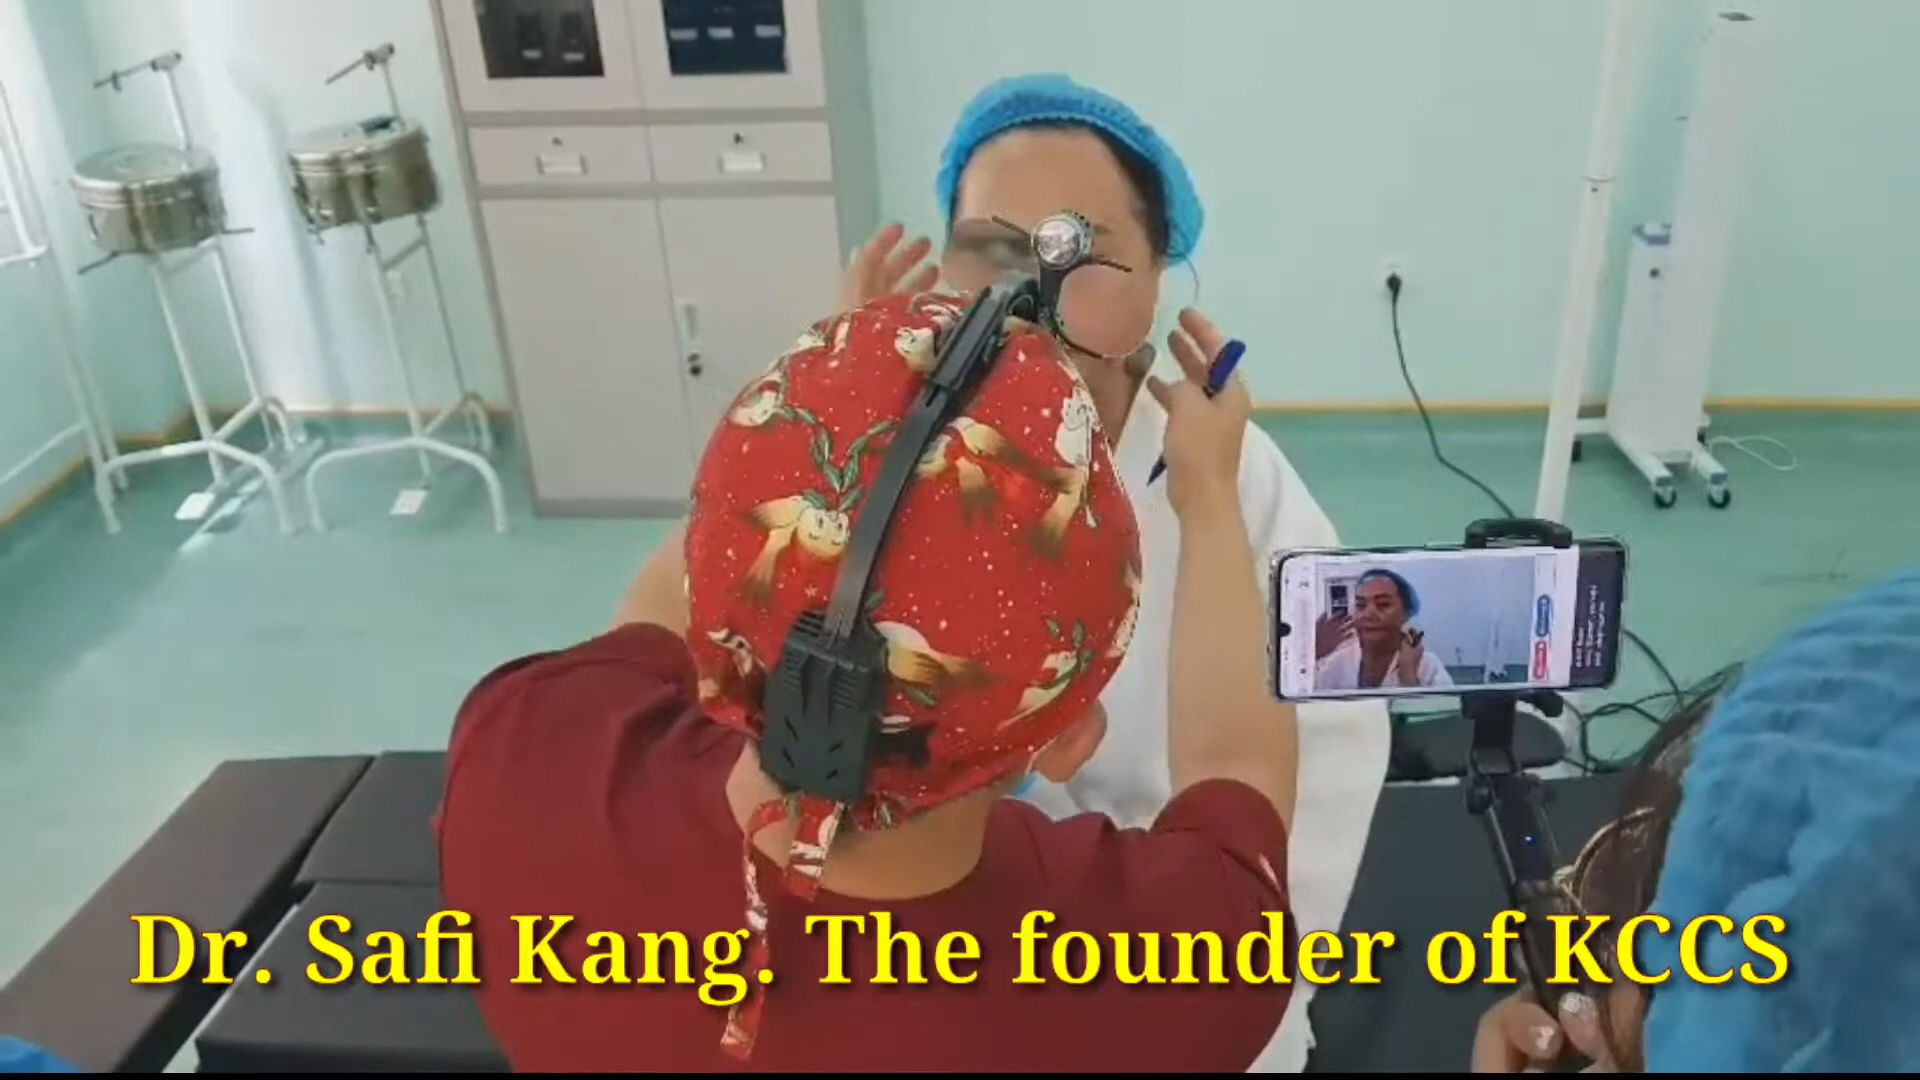 Dr. Safi Kang. The founder of KCCS